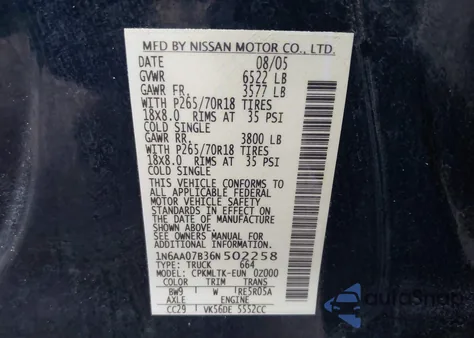 MFD BY NISSAN MOTOR CO., LTD.
DATE 08/05
GVWR 6522 LB
GAWR FR. 3577 LB
WITH P265/70R18 TIRES
18X8.0 RIMS AT 35 PSI
COLD SINGLE
GAWR RR. 3800 LB
WITH P265/70R18 TIRES
18X8.0 RIMS AT 35 PSI
COLD SINGLE
THIS VEHICLE CONFORMS TO
ALL APPLICABLE FEDERAL
MOTOR VEHICLE SAFETY
STANDARDS IN EFFECT ON
THE DATE OF MANUFACTURE
SHOWN ABOVE.
SEE OWNERS MANUAL FOR
ADDITIONAL INFORMATION
1N6AA07B36N502258
TYPE: TRUCK 664
MODEL: CPKMLTK-EUN 02000
COLOR TRIM TRANS
BW9 W RE5R05A
AXLE ENGINE
CC29 VK56DE 5552CC
AutoSnap